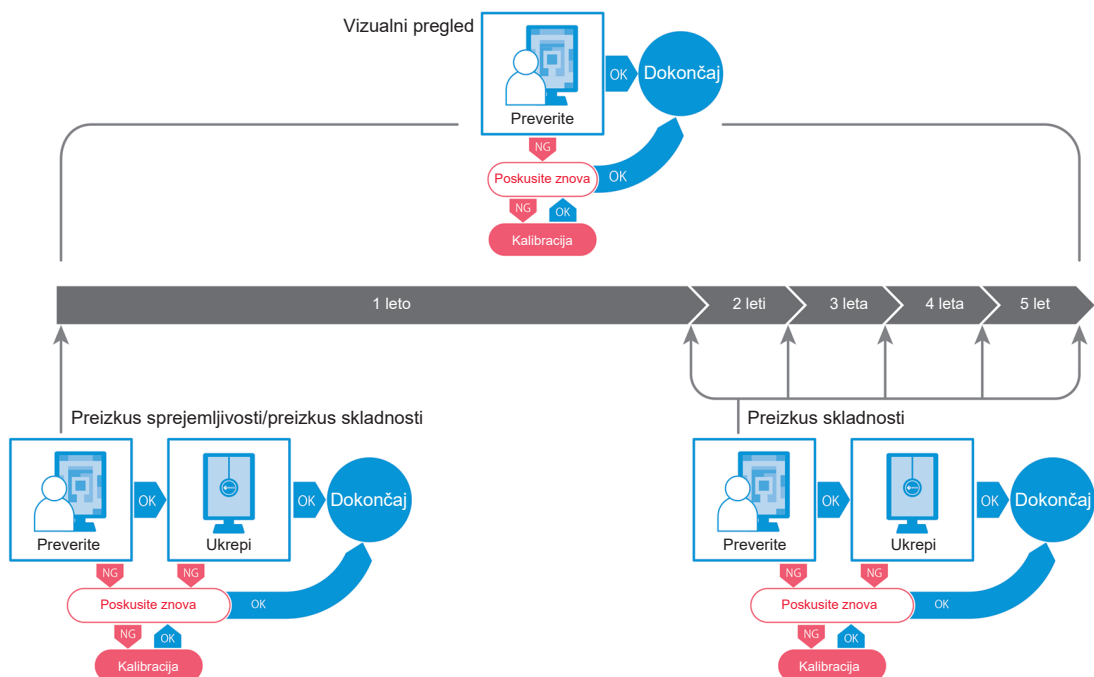 Vizualni pregled
Preverite
OK
Dokončaj
NG
Poskusite znova
OK
NG
OK
Kalibracija
1 leto
2 leti
3 leta
4 leta
5 let
Preizkus sprejemljivosti/preizkus skladnosti
Preverite
OK
Ukrepi
OK
Dokončaj
NG
NG
Poskusite znova
OK
NG
OK
Kalibracija
Preizkus skladnosti
Preverite
OK
Ukrepi
OK
Dokončaj
NG
NG
Poskusite znova
OK
NG
OK
Kalibracija